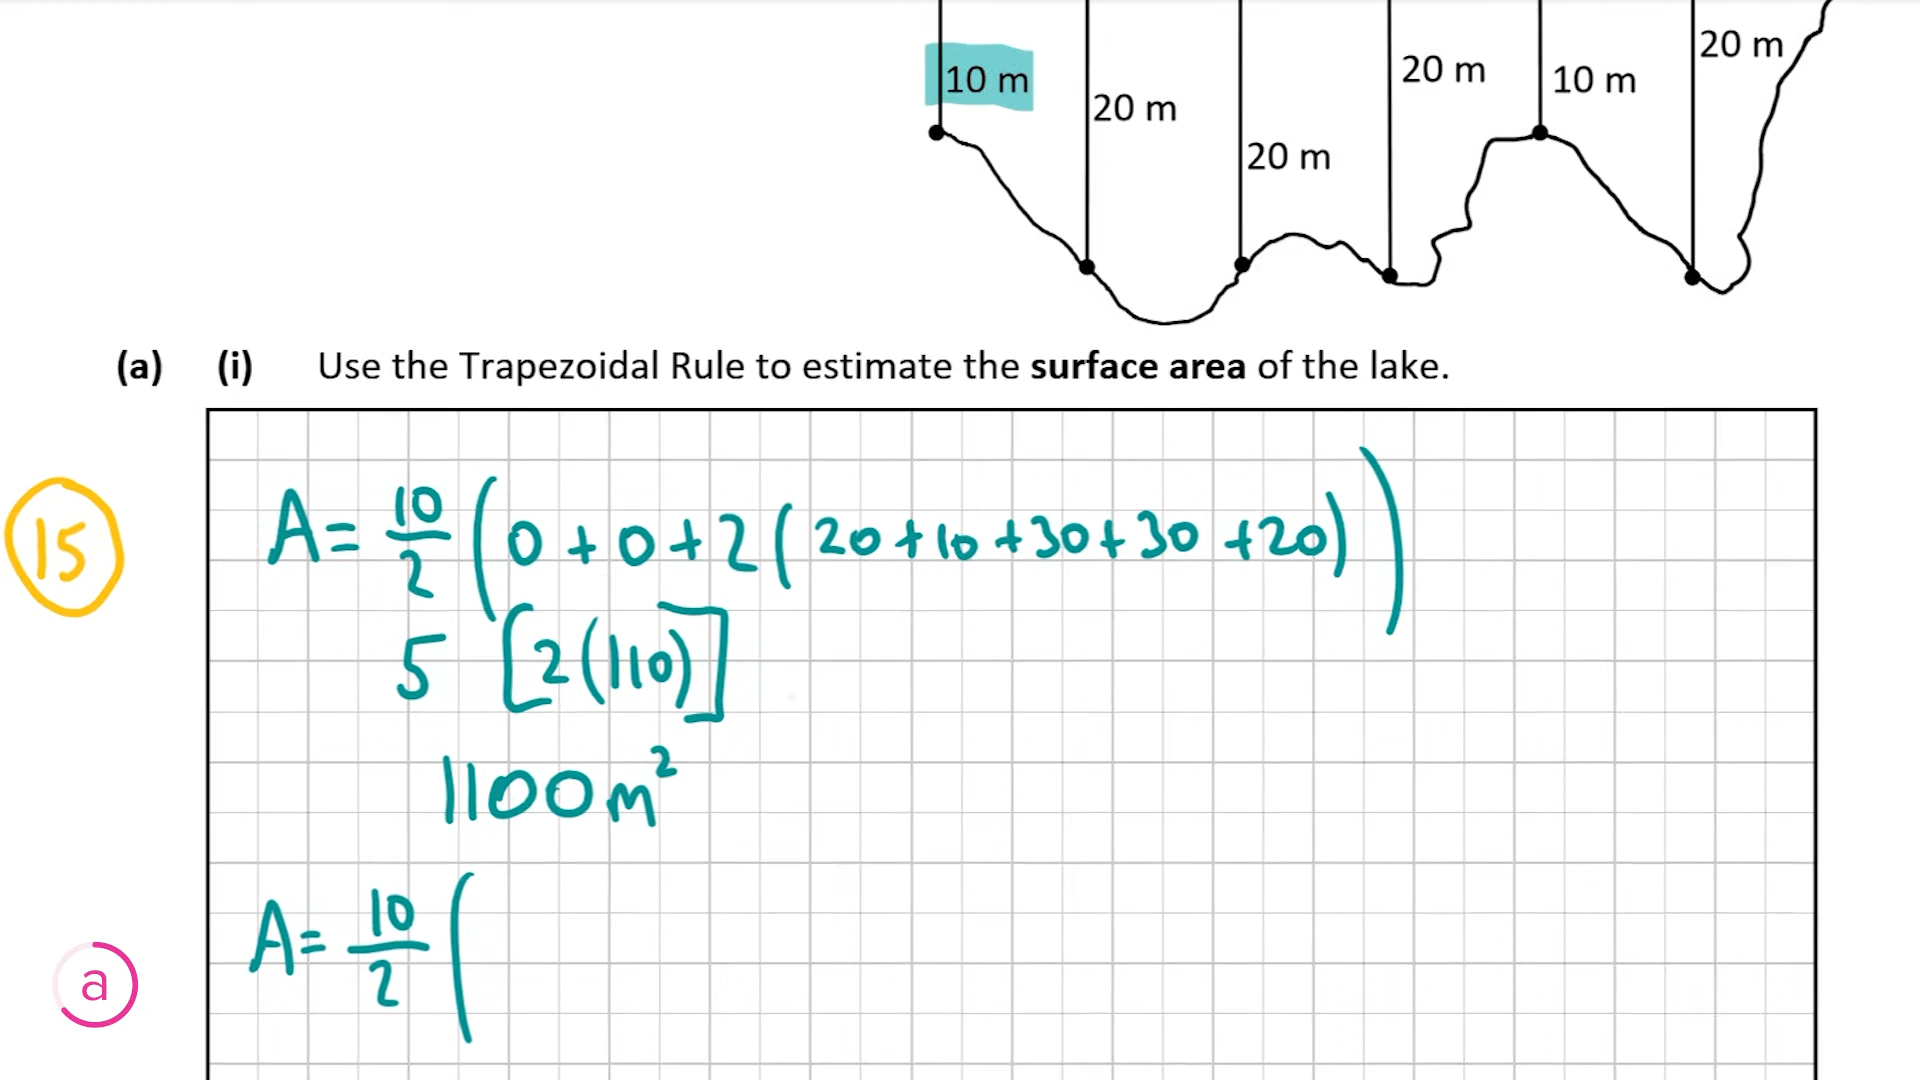 20 m
20 m
10 m
10 m
20 m
20 m
(a) (i) Use the Trapezoidal Rule to estimate the surface area of the lake.
15
A = 10/2 (0 + 0 + 2(20 + 10 + 30 + 30 + 20))
5 [2(110)]
1100 m²
A = 10/2 (
a